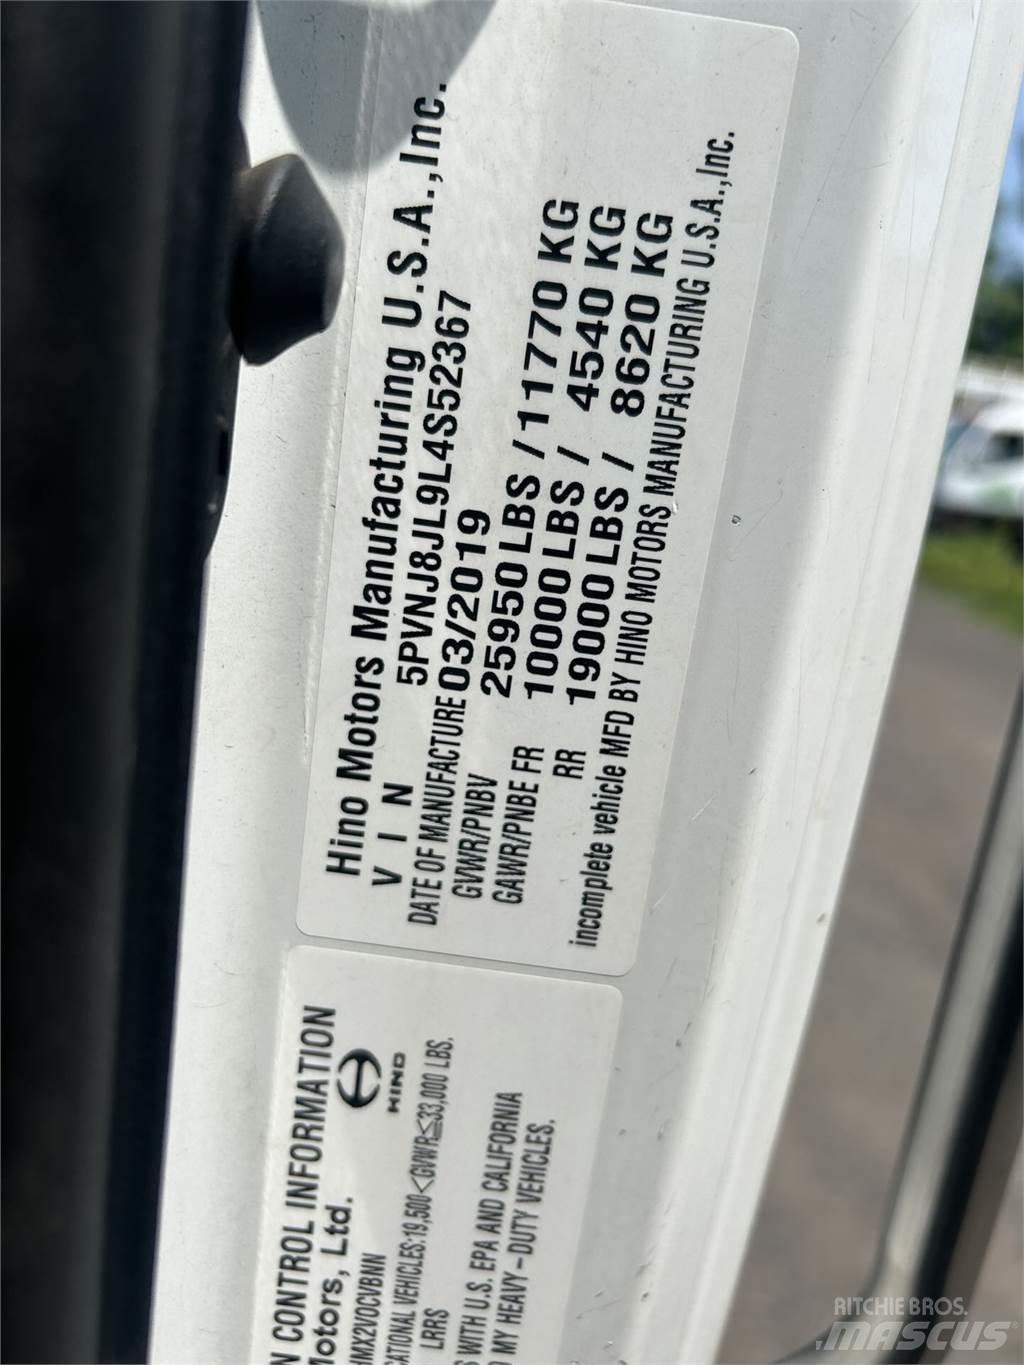 Hino Motors Manufacturing U.S.A.,Inc.
V I N 5PVNJ8JL9L4S52367
DATE OF MANUFACTURE 03/2019
GVWR/PNBV 25950 LBS / 11770 KG
GAWR/PNBE FR 10000 LBS / 4540 KG
RR 19000 LBS / 8620 KG
incomplete vehicle MFD BY HINO MOTORS MANUFACTURING U.S.A.,Inc.
N CONTROL INFORMATION
Motors, Ltd.
HINO
HMX2VOCVBNN
CATIONAL VEHICLES:19,500<GVWR≦33,000 LBS.
LRRS
S WITH U.S. EPA AND CALIFORNIA
MY HEAVY-DUTY VEHICLES.
RITCHIE BROS.
MASCUS